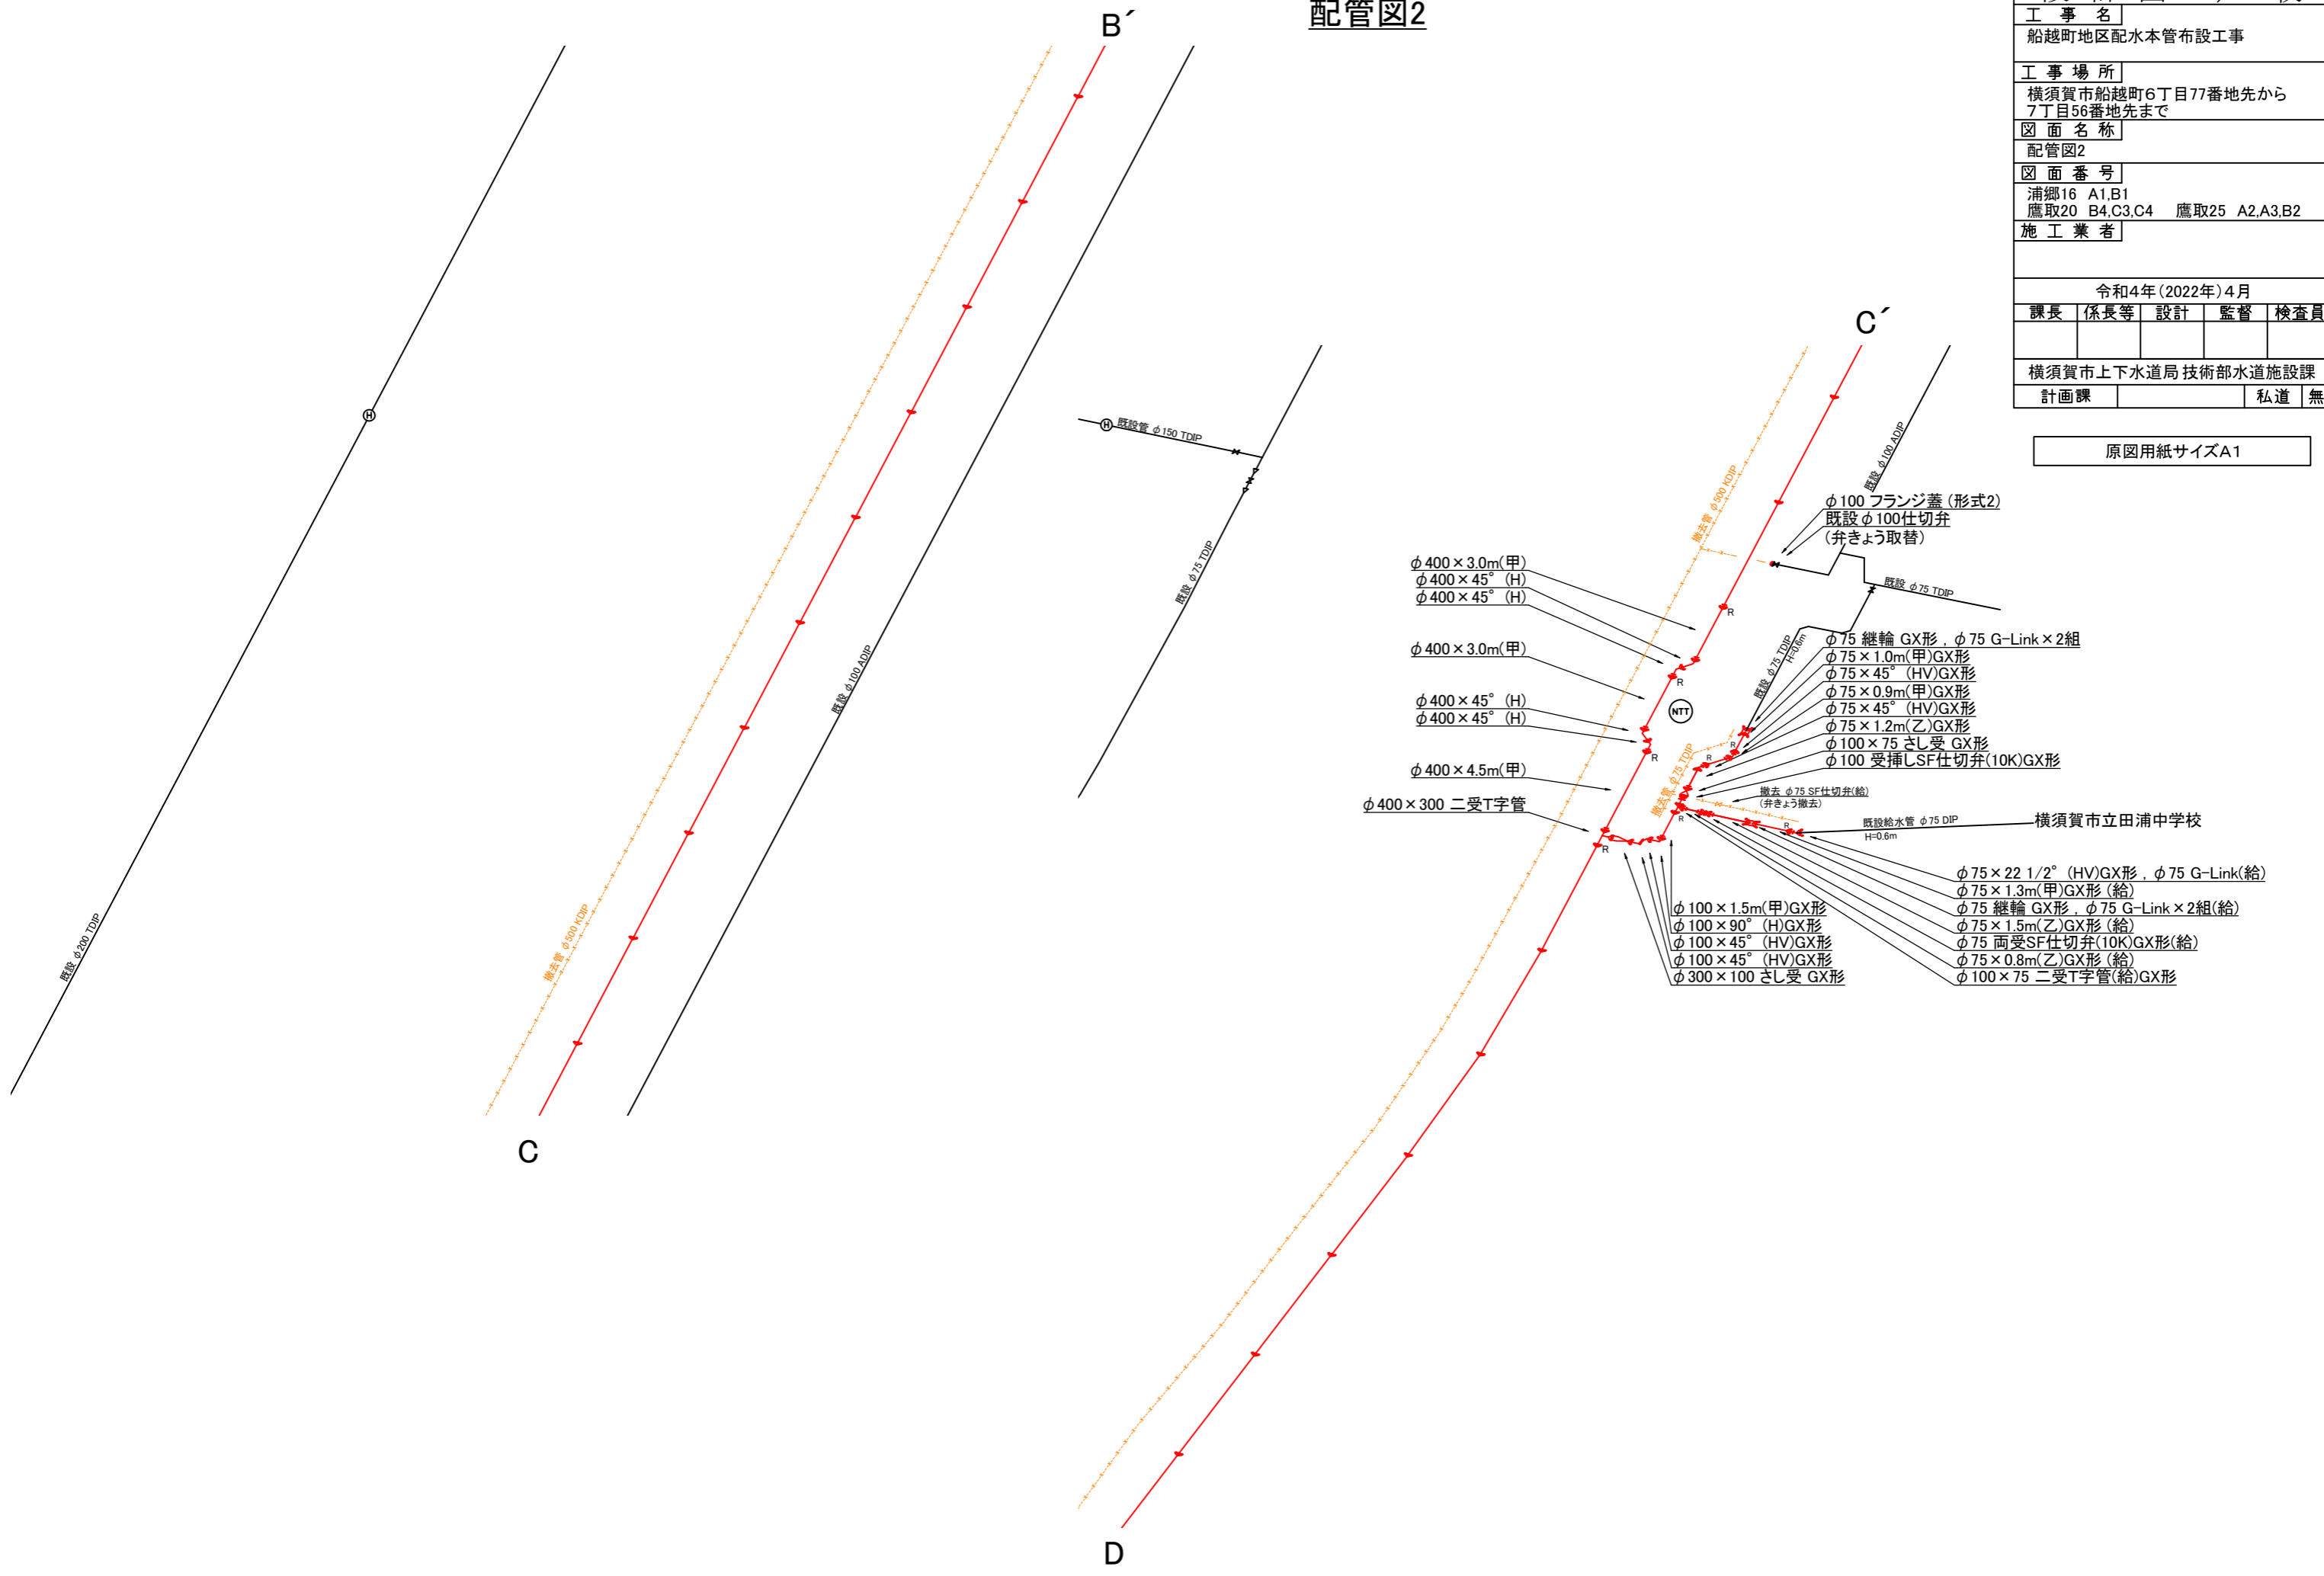 配管図2
B´
工事名
船越町地区配水本管布設工事
工事場所
横須賀市船越町6丁目77番地先から
7丁目56番地先まで
図面名称
配管図2
図面番号
浦郷16 A1,B1
鷹取20 B4,C3,C4 鷹取25 A2,A3,B2
施工業者
令和4年(2022年)4月
課長 係長等 設計 監督 検査員
横須賀市上下水道局 技術部水道施設課
計画課 私道 無
原図用紙サイズA1
H
既設 φ200 TDIP
撤去管 φ500 KDIP
既設 φ100 ADIP
C
C´
H 既設管 φ150 TDIP
既設 φ75 TDIP
撤去管 φ500 KDIP
既設 φ100 ADIP
φ100 フランジ蓋 (形式2)
既設φ100仕切弁
(弁きょう取替)
既設 φ75 TDIP
φ400×3.0m(甲)
φ400×45° (H)
φ400×45° (H)
φ400×3.0m(甲)
φ400×45° (H)
φ400×45° (H)
φ400×4.5m(甲)
φ400×300 二受T字管
R
R
R
R
NTT
既設 φ75 TDIP
H=0.6m
撤去管 φ75 TDIP
φ75 継輪 GX形 , φ75 G-Link×2組
φ75×1.0m(甲)GX形
φ75×45° (HV)GX形
φ75×0.9m(甲)GX形
φ75×45° (HV)GX形
φ75×1.2m(乙)GX形
φ100×75 さし受 GX形
φ100 受挿しSF仕切弁(10K)GX形
R
R
R
R
撤去 φ75 SF仕切弁(給)
(弁きょう撤去)
既設給水管 φ75 DIP
H=0.6m
横須賀市立田浦中学校
φ75×22 1/2° (HV)GX形 , φ75 G-Link(給)
φ75×1.3m(甲)GX形 (給)
φ75 継輪 GX形 , φ75 G-Link×2組(給)
φ75×1.5m(乙)GX形 (給)
φ75 両受SF仕切弁(10K)GX形(給)
φ75×0.8m(乙)GX形 (給)
φ100×75 二受T字管(給)GX形
φ100×1.5m(甲)GX形
φ100×90° (H)GX形
φ100×45° (HV)GX形
φ100×45° (HV)GX形
φ300×100 さし受 GX形
D